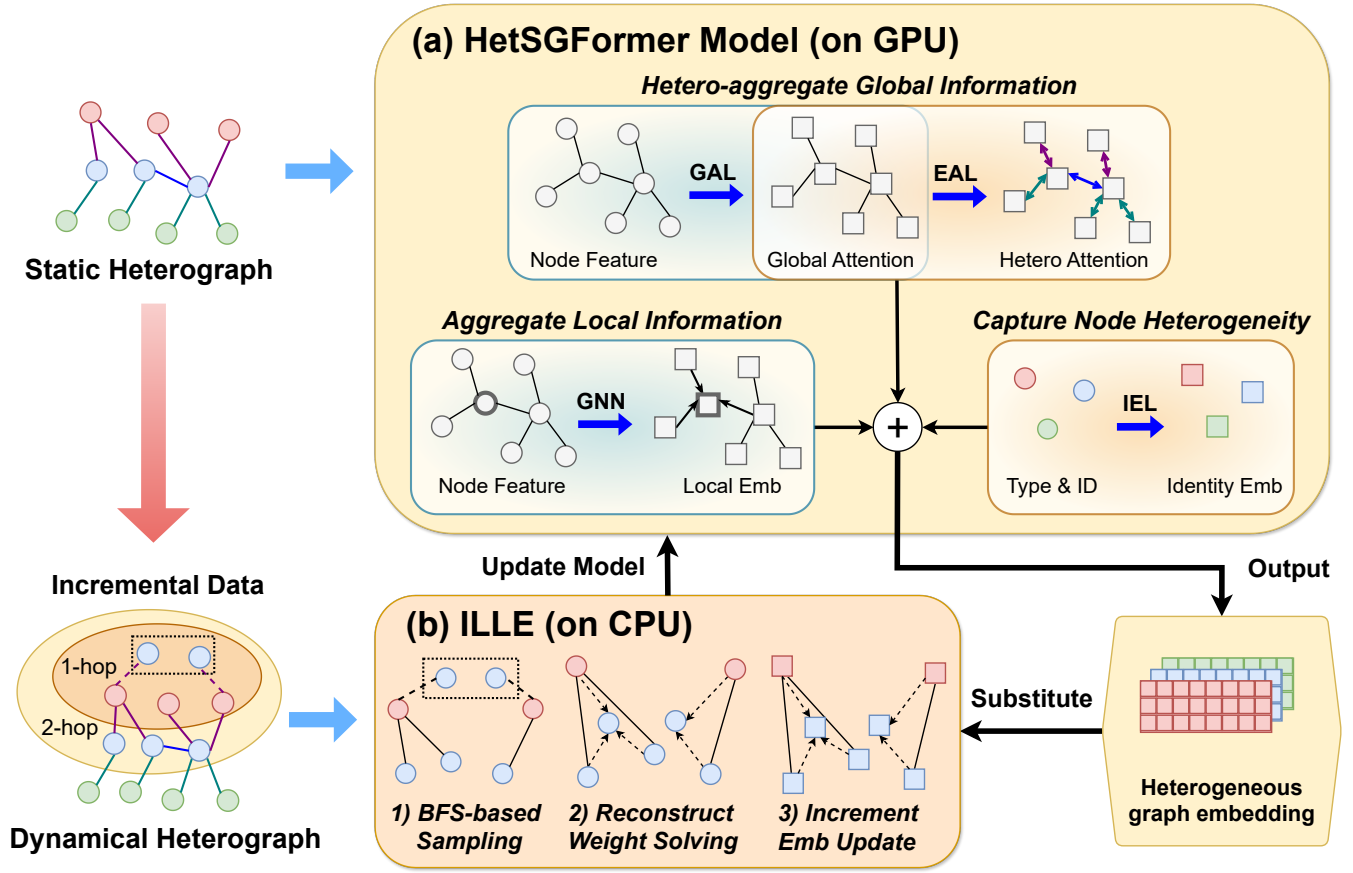 (a) HetSGFormer Model (on GPU)
Hetero-aggregate Global Information
GAL
EAL
Node Feature
Global Attention
Hetero Attention
Static Heterograph
Aggregate Local Information
Capture Node Heterogeneity
GNN
+
IEL
Node Feature
Local Emb
Type & ID
Identity Emb
Update Model
Output
Incremental Data
1-hop
2-hop
Dynamical Heterograph
(b) ILLE (on CPU)
1) BFS-based
Sampling
2) Reconstruct
Weight Solving
3) Increment
Emb Update
Substitute
Heterogeneous
graph embedding